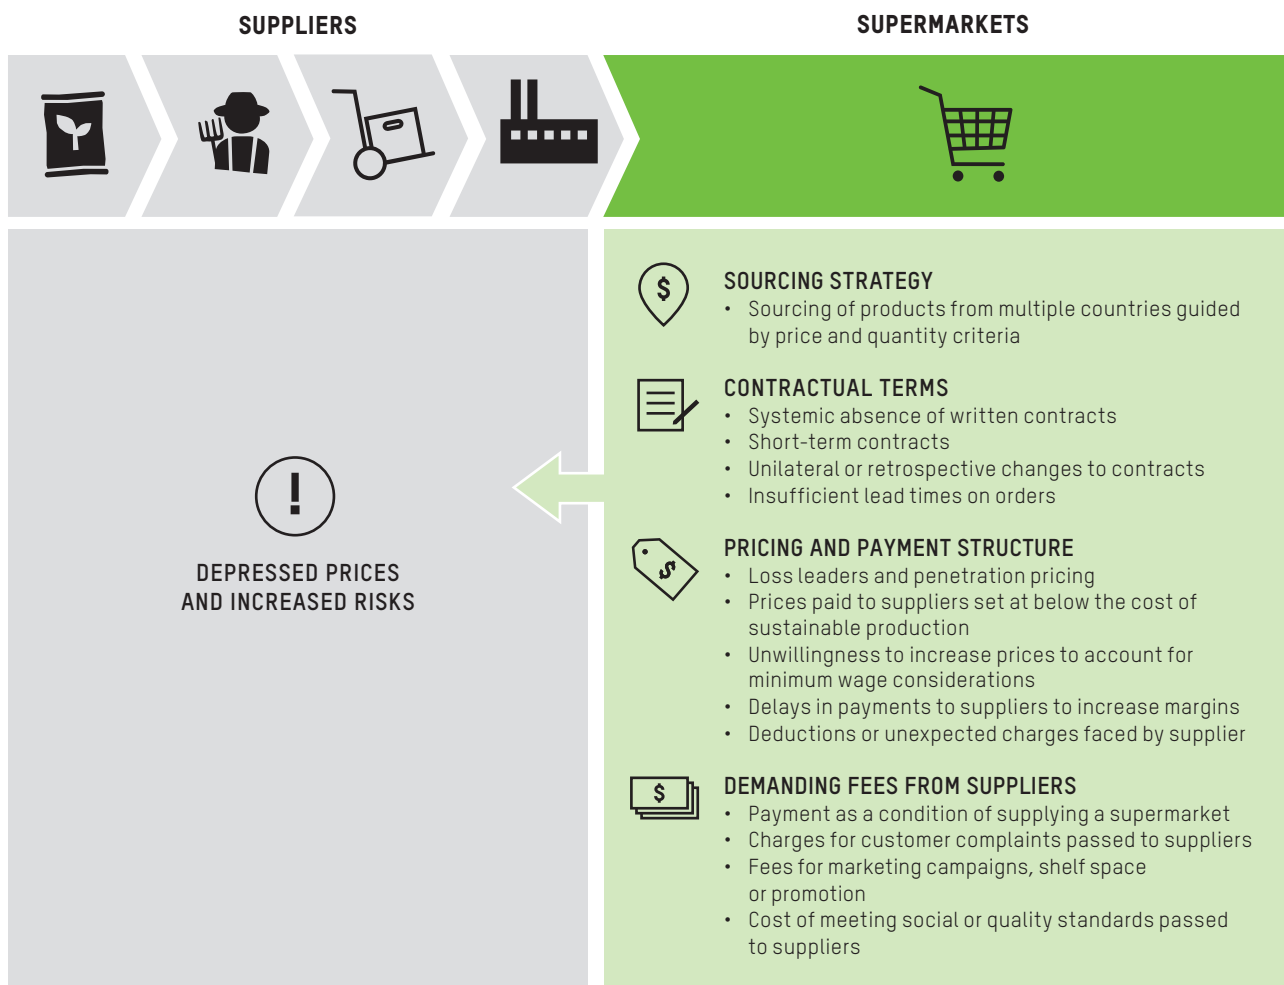 SUPPLIERS
SUPERMARKETS
DEPRESSED PRICES
AND INCREASED RISKS
$
SOURCING STRATEGY
• Sourcing of products from multiple countries guided
by price and quantity criteria
CONTRACTUAL TERMS
• Systemic absence of written contracts
• Short-term contracts
• Unilateral or retrospective changes to contracts
• Insufficient lead times on orders
$
PRICING AND PAYMENT STRUCTURE
• Loss leaders and penetration pricing
• Prices paid to suppliers set at below the cost of
sustainable production
• Unwillingness to increase prices to account for
minimum wage considerations
• Delays in payments to suppliers to increase margins
• Deductions or unexpected charges faced by supplier
$
DEMANDING FEES FROM SUPPLIERS
• Payment as a condition of supplying a supermarket
• Charges for customer complaints passed to suppliers
• Fees for marketing campaigns, shelf space
or promotion
• Cost of meeting social or quality standards passed
to suppliers